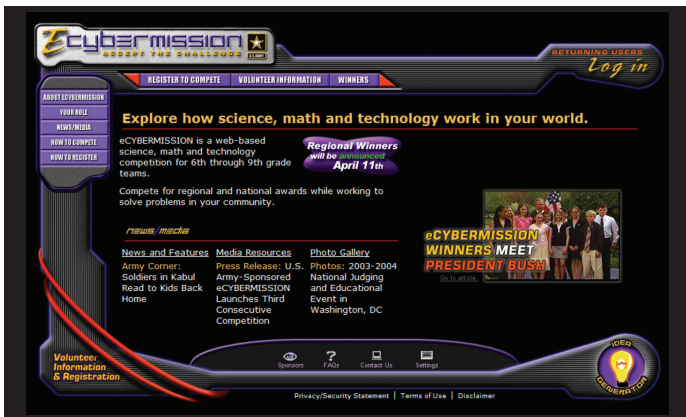 Ecybermission
ACCEPT THE CHALLENGE
U.S. ARMY
RETURNING USERS
Log in
REGISTER TO COMPETE VOLUNTEER INFORMATION WINNERS
ABOUT ECYBERMISSION
YOUR ROLE
NEWS/MEDIA
HOW TO COMPETE
HOW TO REGISTER
Explore how science, math and technology work in your world.
eCYBERMISSION is a web-based
science, math and technology
competition for 6th through 9th grade
teams.
Regional Winners
will be announced
April 11th
Compete for regional and national awards while working to
solve problems in your community.
eCYBERMISSION
WINNERS MEET
PRESIDENT BUSH
Go to article.
news/media
News and Features
Army Corner:
Soldiers in Kabul
Read to Kids Back
Home
Media Resources
Press Release: U.S.
Army-Sponsored
eCYBERMISSION
Launches Third
Consecutive
Competition
Photo Gallery
Photos: 2003-2004
National Judging
and Educational
Event in
Washington, DC
Volunteer
Information
& Registration
Sponsors FAQs Contact Us Settings
IDEA
GENERATOR
Privacy/Security Statement | Terms of Use | Disclaimer